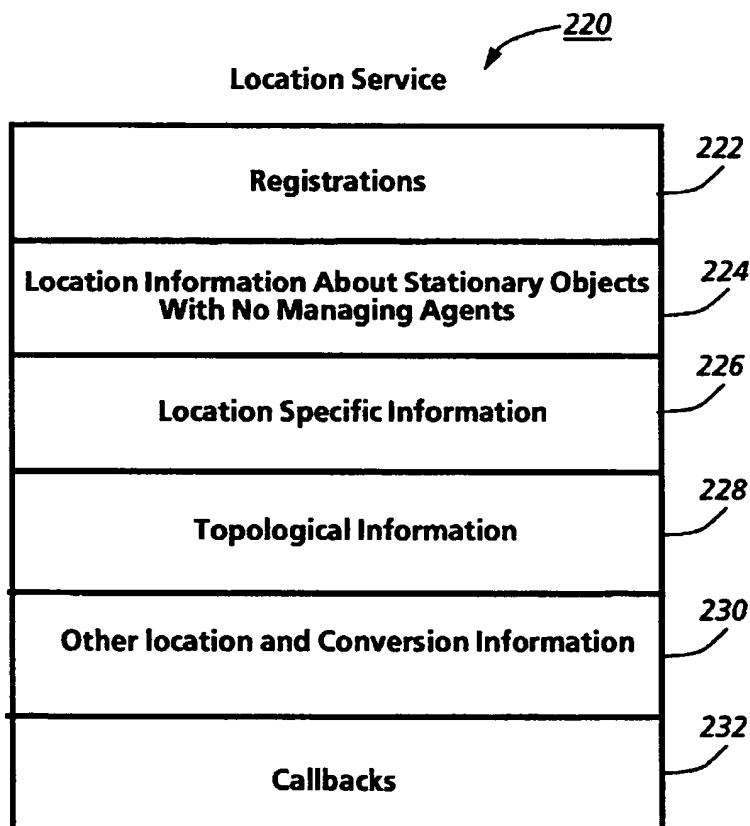 220
Location Service
222
Registrations
224
Location Information About Stationary Objects
With No Managing Agents
226
Location Specific Information
228
Topological Information
230
Other location and Conversion Information
232
Callbacks